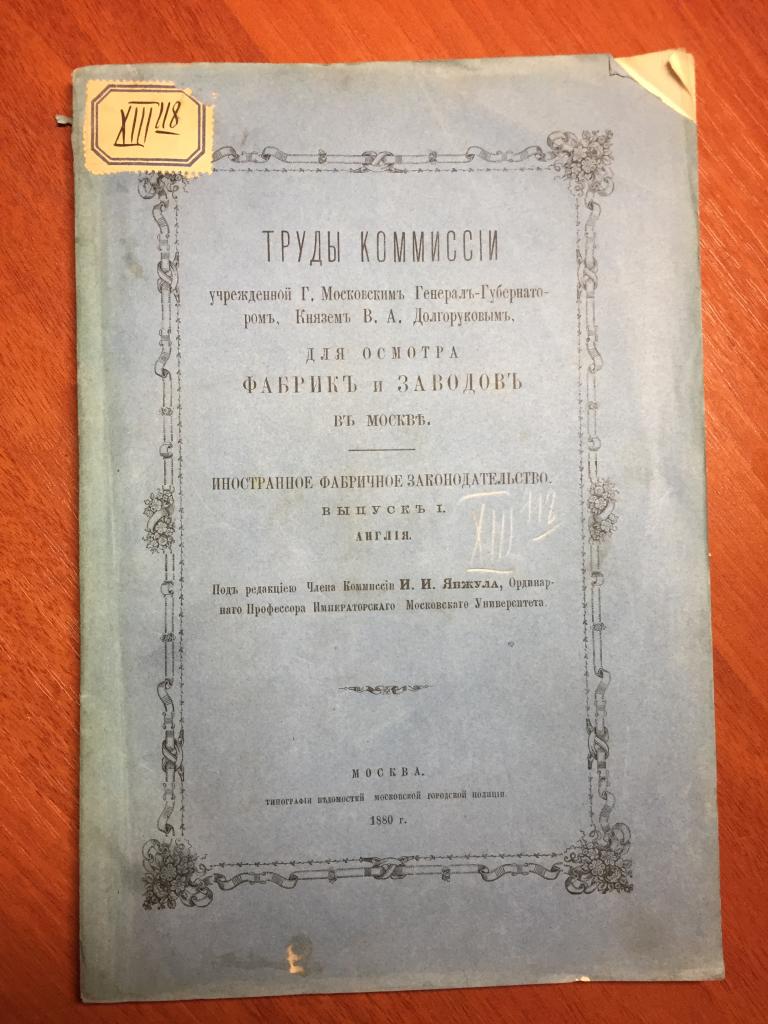 XIII 118
ТРУДЫ КОММИССІИ
учрежденной Г. Московскимъ Генералъ-Губернато-
ромъ, Княземъ В. А. Долгоруковымъ,
ДЛЯ ОСМОТРА
ФАБРИКЪ и ЗАВОДОВЪ
ВЪ МОСКВѢ.
ИНОСТРАННОЕ ФАБРИЧНОЕ ЗАКОНОДАТЕЛЬСТВО.
ВЫПУСКЪ I.
XIII 118
АНГЛІЯ.
Подъ редакціею Члена Коммиссіи И. И. Янжула, Ординар-
наго Профессора Императорскаго Московскаго Университета.
МОСКВА.
ТИПОГРАФІЯ ВѢДОМОСТЕЙ МОСКОВСКОЙ ГОРОДСКОЙ ПОЛИЦІИ
1880 г.